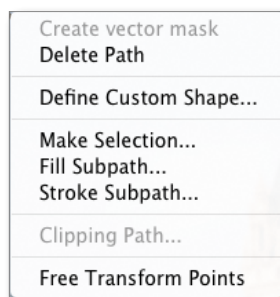 Create vector mask
Delete Path
Define Custom Shape...
Make Selection...
Fill Subpath...
Stroke Subpath...
Clipping Path...
Free Transform Points